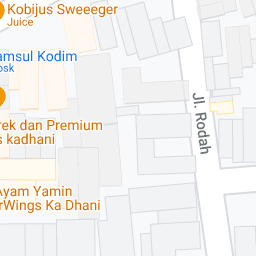 Kobijus Sweeeger
Juice
amsul Kodim
osk
rek dan Premium
s kadhani
Ayam Yamin
rWings Ka Dhani
Jl. Rodah